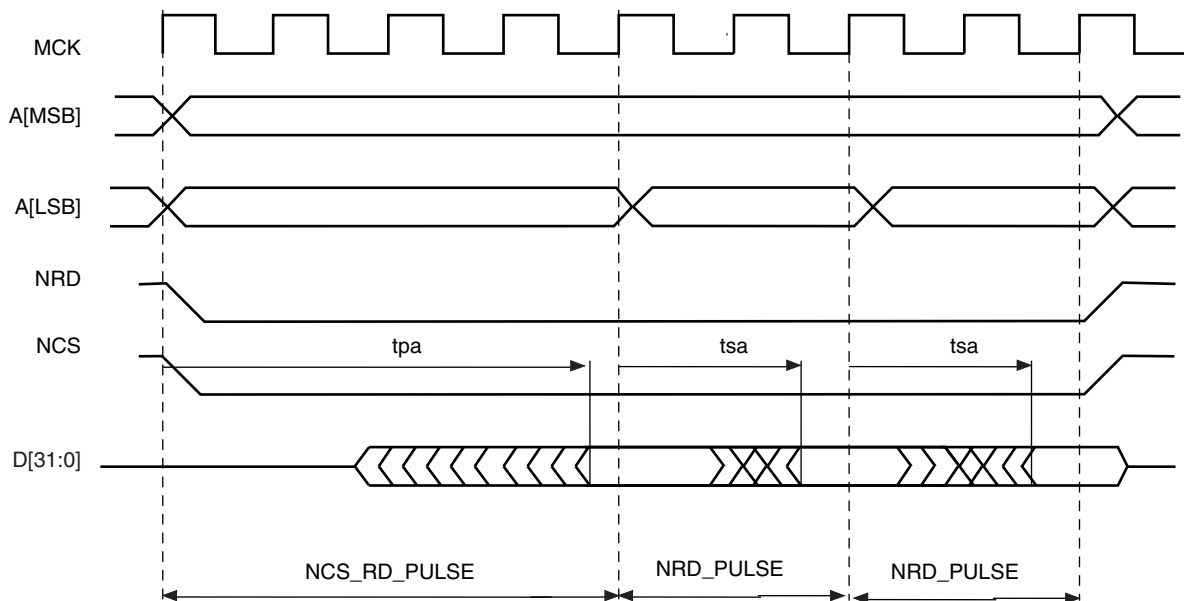 MCK
A[MSB]
A[LSB]
NRD
NCS
tpa
tsa
tsa
D[31:0]
NCS_RD_PULSE
NRD_PULSE
NRD_PULSE